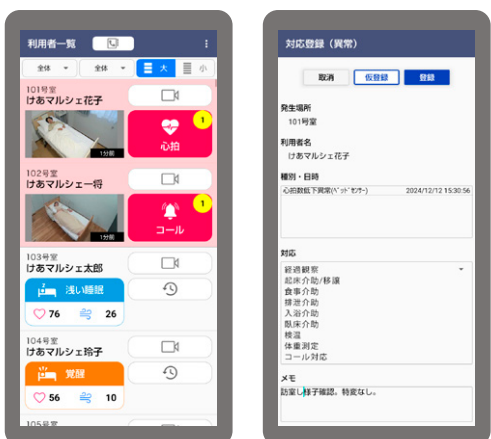 利用者一覧
全体
全体
大
小
101号室
けあマルシェ花子
1
心拍
1分前
102号室
けあマルシェ一将
1
コール
1分前
103号室
けあマルシェ太郎
浅い睡眠
76
26
104号室
けあマルシェ玲子
覚醒
56
10
105号室
対応登録（異常）
取消
仮登録
登録
発生場所
101号室
利用者名
けあマルシェ花子
種別・日時
心拍数低下異常(ﾍﾞｯﾄﾞｾﾝｻｰ)
2024/12/12 15:30:56
対応
経過観察
起床介助/移譲
食事介助
排泄介助
入浴介助
臥床介助
検温
体重測定
コール対応
メモ
訪室し様子確認。特変なし。